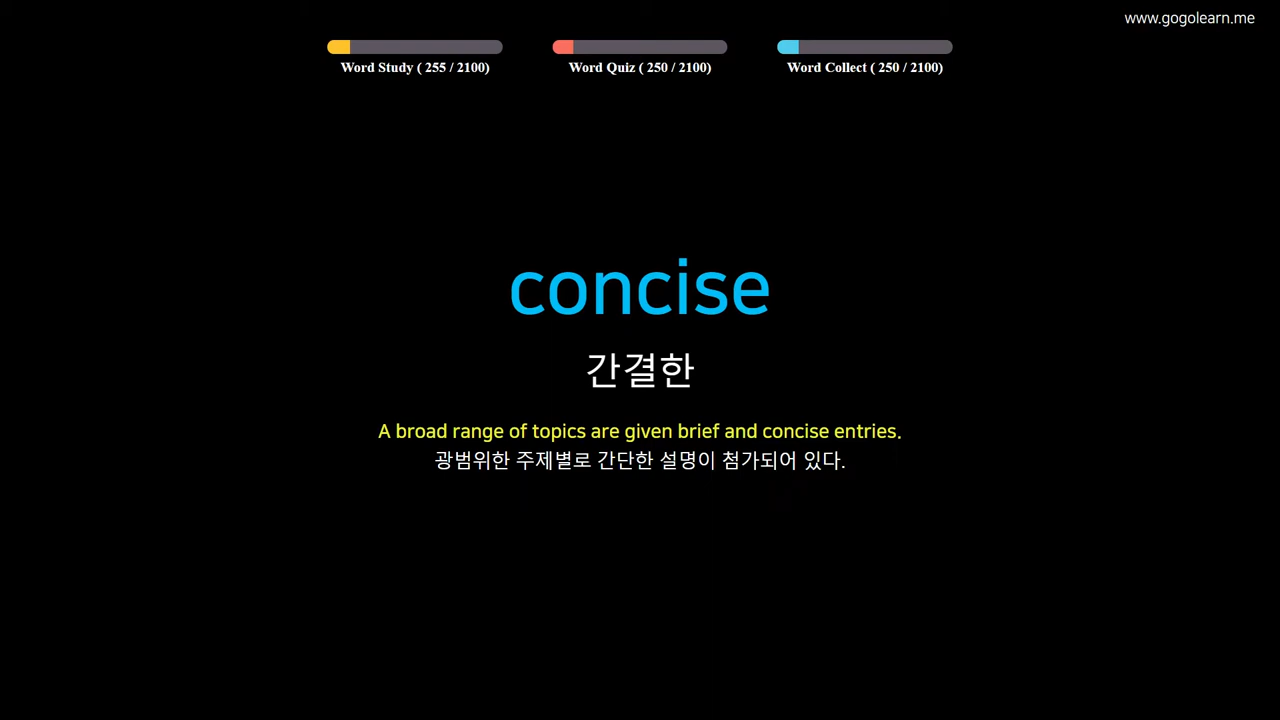 www.gogolearn.me
Word Study ( 255 / 2100)
Word Quiz ( 250 / 2100)
Word Collect ( 250 / 2100)
concise
간결한
A broad range of topics are given brief and concise entries.
광범위한 주제별로 간단한 설명이 첨가되어 있다.